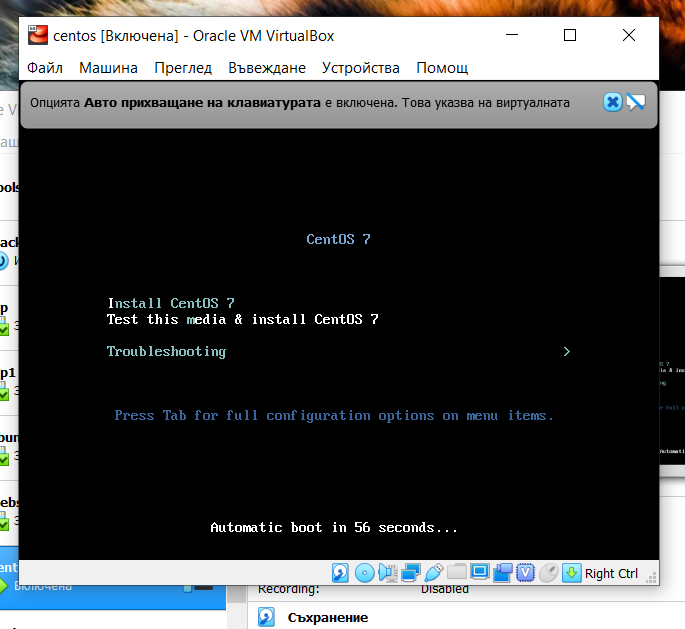 centos [Включена] - Oracle VM VirtualBox
Файл Машина Преглед Въвеждане Устройства Помощ
Опцията Авто прихващане на клавиатурата е включена. Това указва на виртуалната
CentOS 7
Install CentOS 7
Test this media & install CentOS 7
Troubleshooting >
Press Tab for full configuration options on menu items.
Automatic boot in 56 seconds...
Right Ctrl
Включена
Recording: Disabled
Съхранение